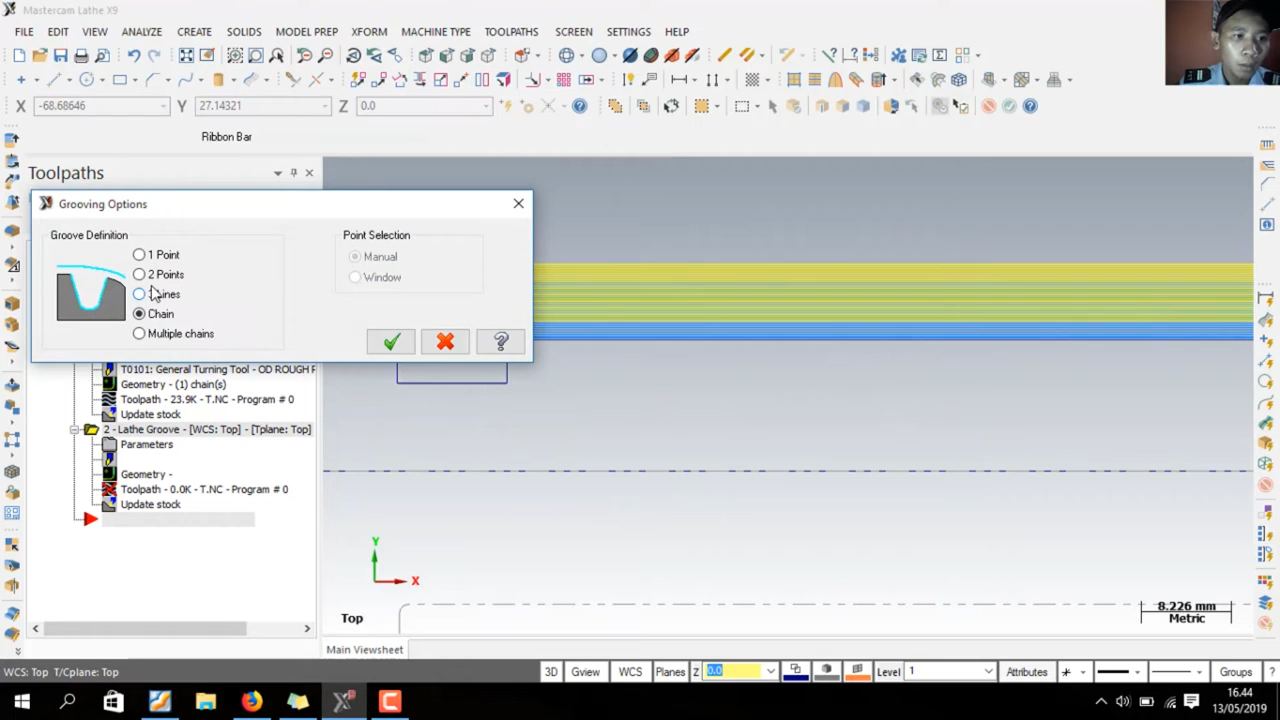 Mastercam Lathe X9
FILE EDIT VIEW ANALYZE CREATE SOLIDS MODEL PREP XFORM MACHINE TYPE TOOLPATHS SCREEN SETTINGS HELP
X -68.68646 Y 27.14321 Z 0.0
Ribbon Bar
Toolpaths
Grooving Options
Groove Definition
Point Selection
1 Point
2 Points
Chain
Multiple chains
Manual
Window
T0101: General Turning Tool - OD ROUGH F
Geometry - (1) chain(s)
Toolpath - 23.9K - T.NC - Program # 0
Update stock
2 - Lathe Groove - [WCS: Top] - [Tplane: Top]
Parameters
Geometry -
Toolpath - 0.0K - T.NC - Program # 0
Update stock
Y
X
Top
8.226 mm
Metric
Main Viewsheet
WCS: Top T/Cplane: Top
3D Gview WCS Planes Z 0.0 Level 1 Attributes Groups ?
16.44
13/05/2019